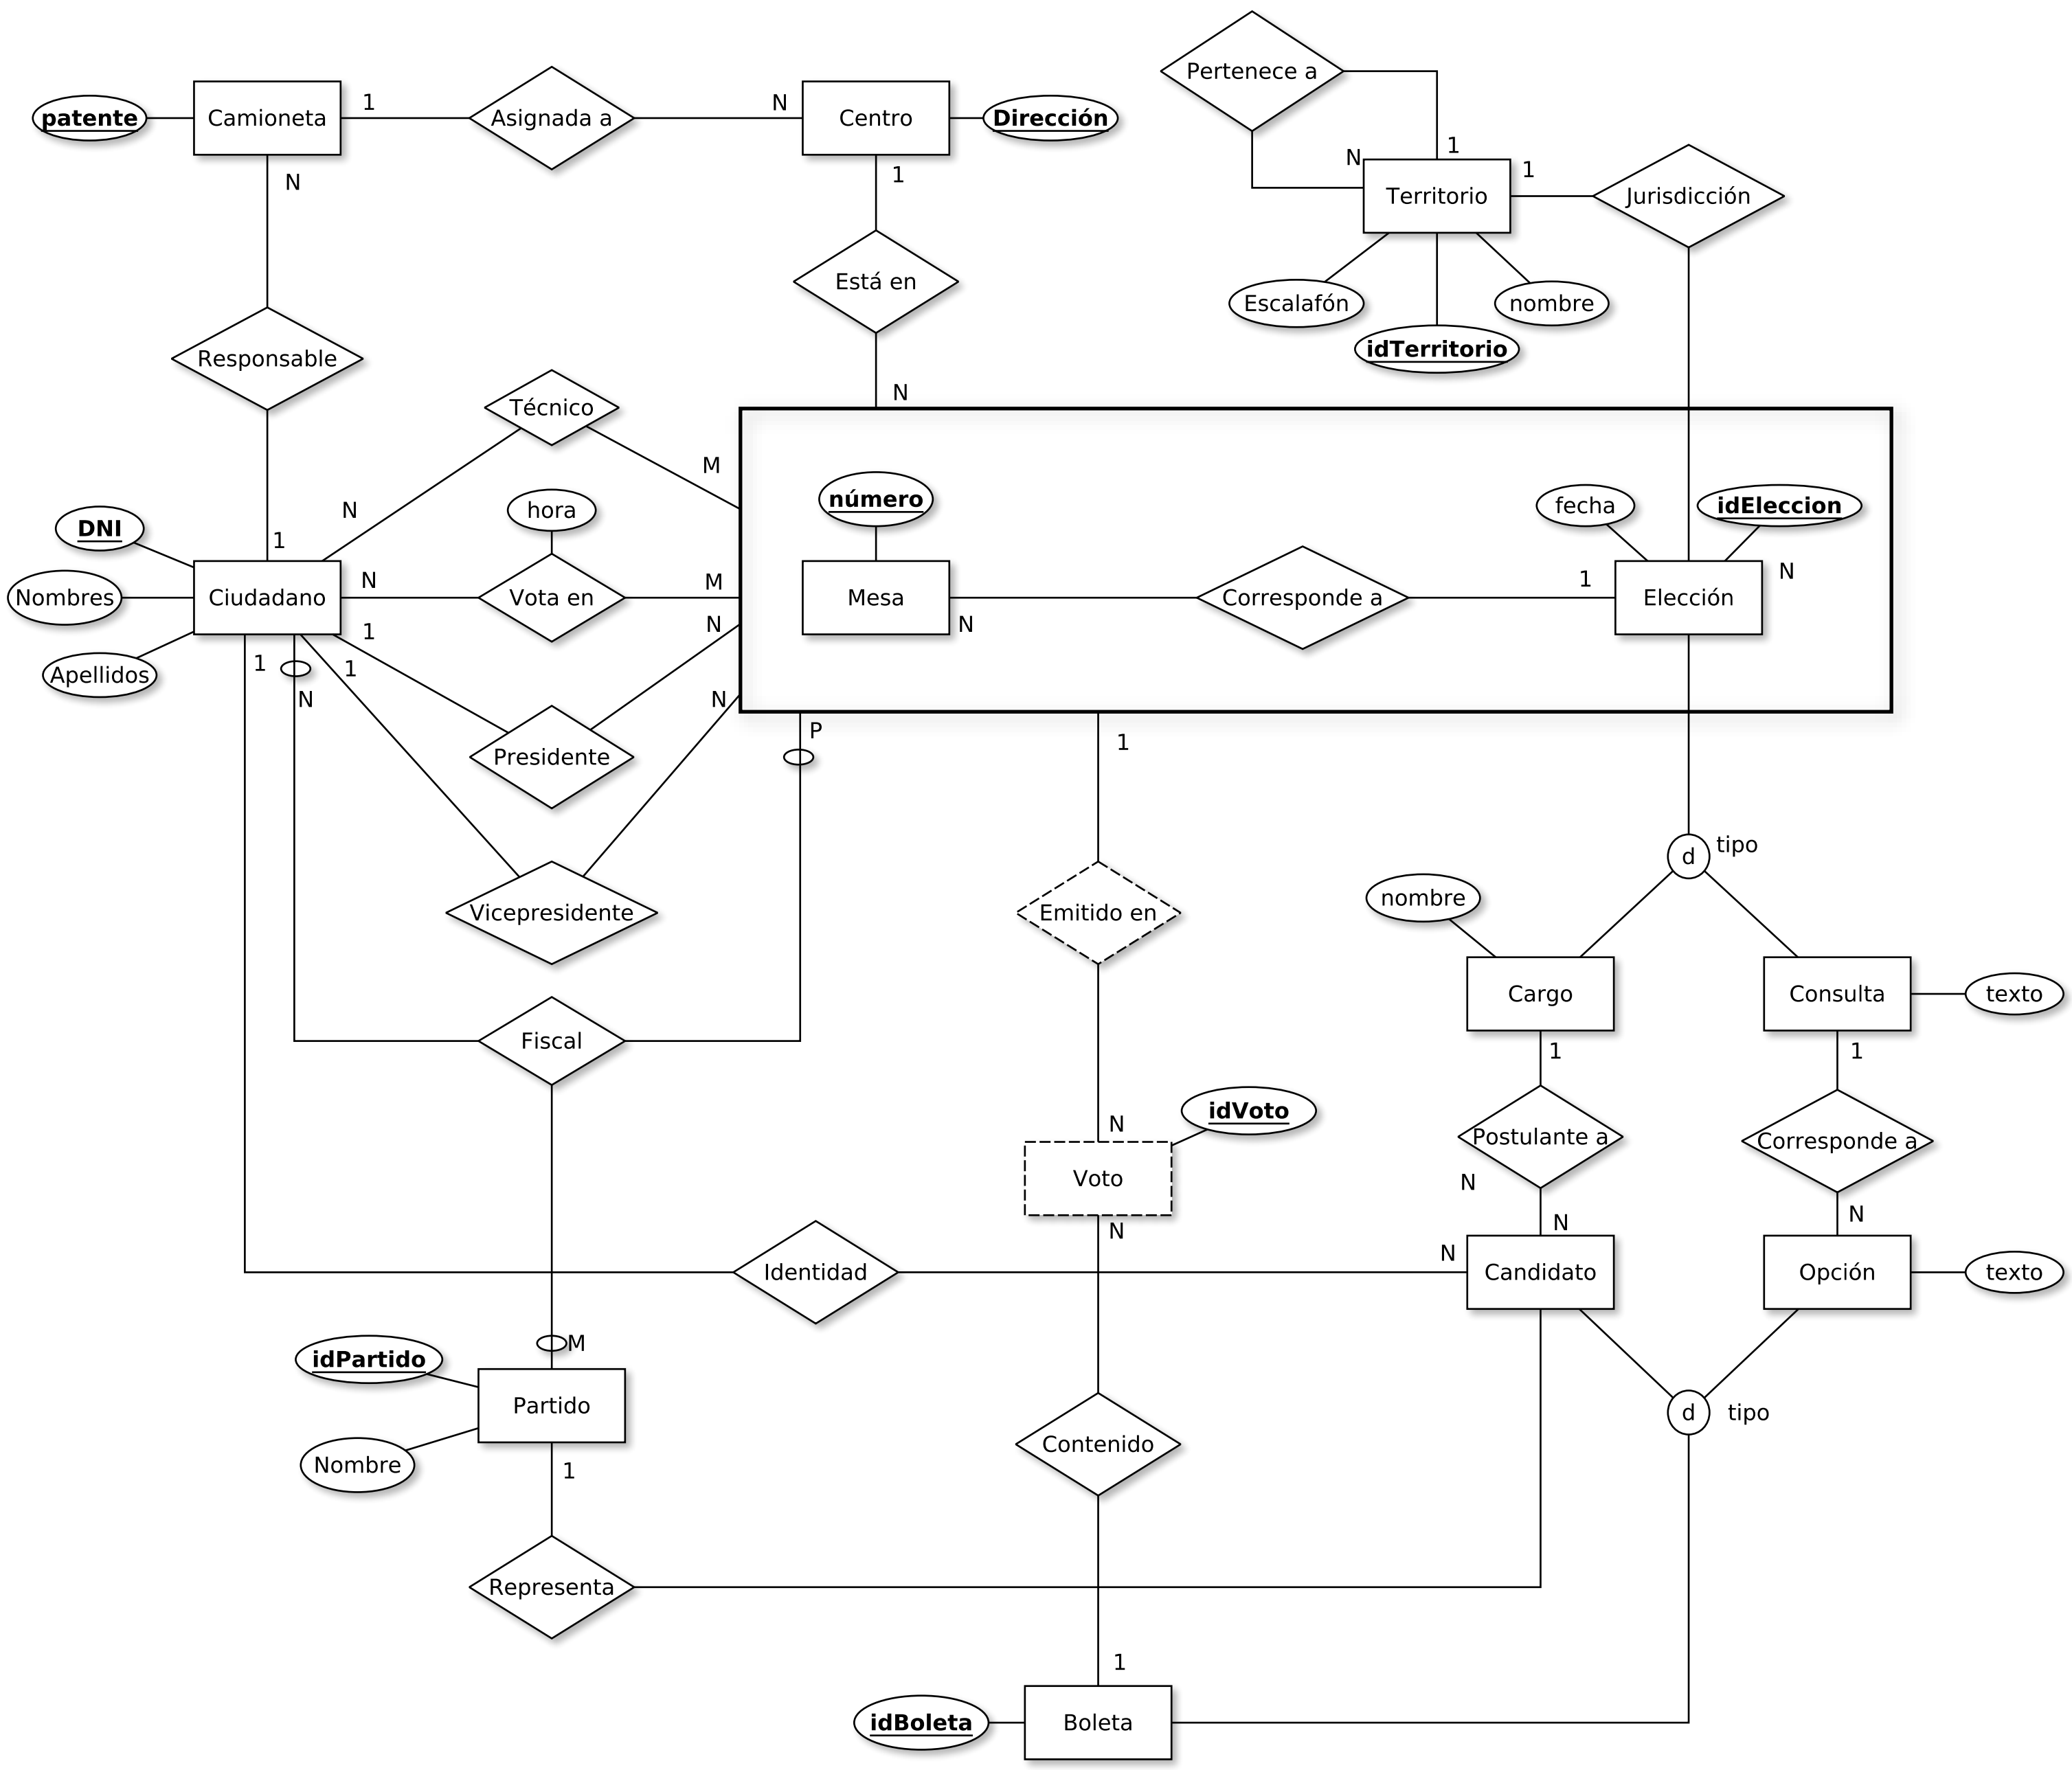 Pertenece a
patente
Camioneta
1
Asignada a
N
Centro
Dirección
N
1
N
1
1
Territorio
Jurisdicción
Está en
Escalafón
nombre
idTerritorio
Responsable
N
Técnico
M
N
número
fecha
idEleccion
hora
DNI
1
Nombres
Ciudadano
N
Vota en
M
Mesa
N
Corresponde a
1
Elección
N
Apellidos
1
1
1
N
N
N
Presidente
P
1
tipo
d
nombre
Vicepresidente
Emitido en
Cargo
Consulta
texto
Fiscal
1
1
idVoto
N
Postulante a
Corresponde a
Voto
N
N
N
N
Identidad
N
Candidato
Opción
texto
M
idPartido
Partido
d
tipo
Nombre
1
Contenido
Representa
1
idBoleta
Boleta